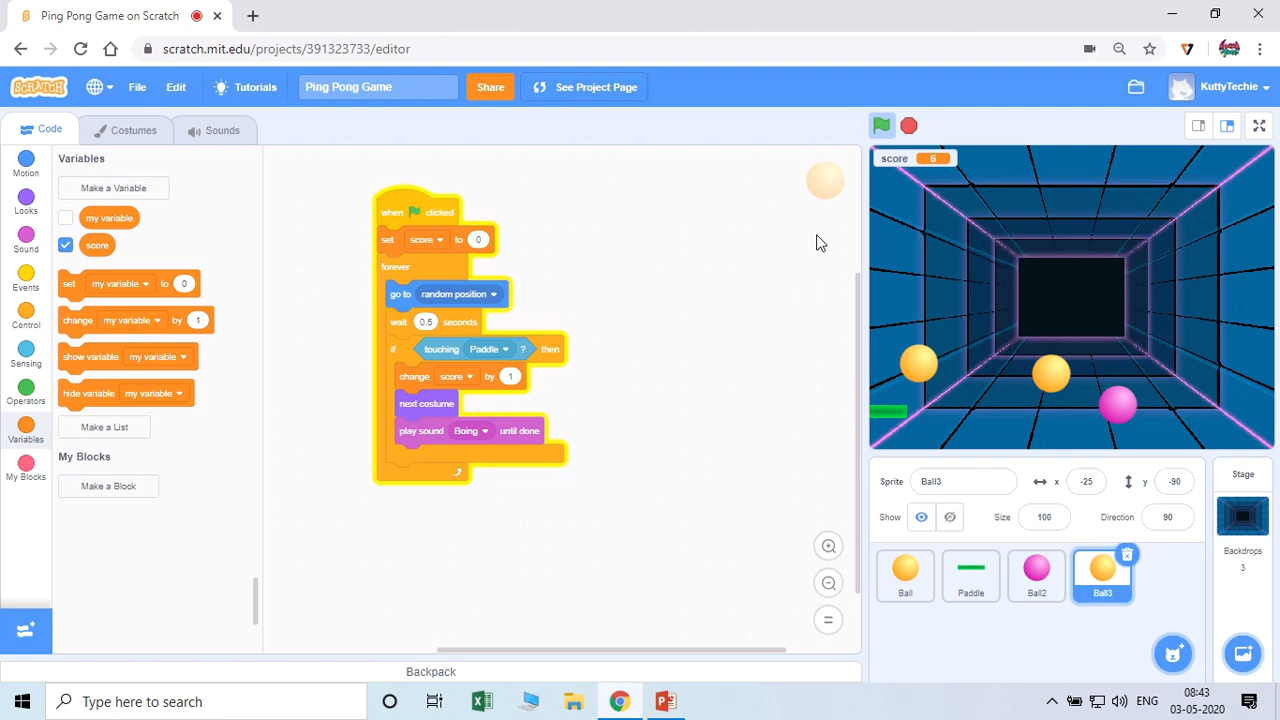 Ping Pong Game on Scratch
scratch.mit.edu/projects/391323733/editor
SCRATCH
File
Edit
Tutorials
Ping Pong Game
Share
See Project Page
KuttyTechie
Code
Costumes
Sounds
Motion
Looks
Sound
Events
Control
Sensing
Operators
Variables
My Blocks
Variables
Make a Variable
my variable
score
set my variable to 0
change my variable by 1
show variable my variable
hide variable my variable
Make a List
My Blocks
Make a Block
when clicked
set score to 0
forever
go to random position
wait 0.5 seconds
if touching Paddle ? then
change score by 1
next costume
play sound Boing until done
Backpack
score 6
Sprite Ball3 x -25 y -90
Show Size 100 Direction 90
Ball
Paddle
Ball2
Ball3
Stage
Backdrops
3
Type here to search
ENG
08:43
03-05-2020